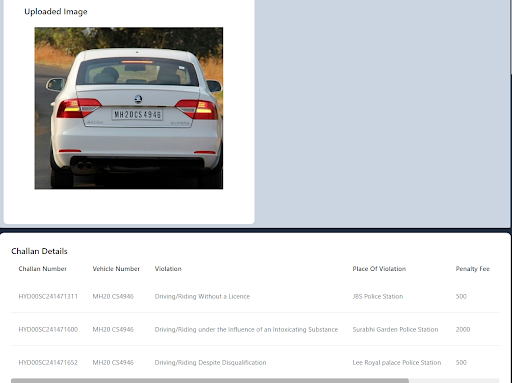 Uploaded Image
MH20CS4946
Challan Details
Challan Number Vehicle Number Violation Place Of Violation Penalty Fee
HYD00SC241471311 MH20 CS4946 Driving/Riding Without a Licence JBS Police Station 500
HYD00SC241471600 MH20 CS4946 Driving/Riding under the Influence of an Intoxicating Substance Surabhi Garden Police Station 2000
HYD00SC241471652 MH20 CS4946 Driving/Riding Despite Disqualification Lee Royal palace Police Station 500